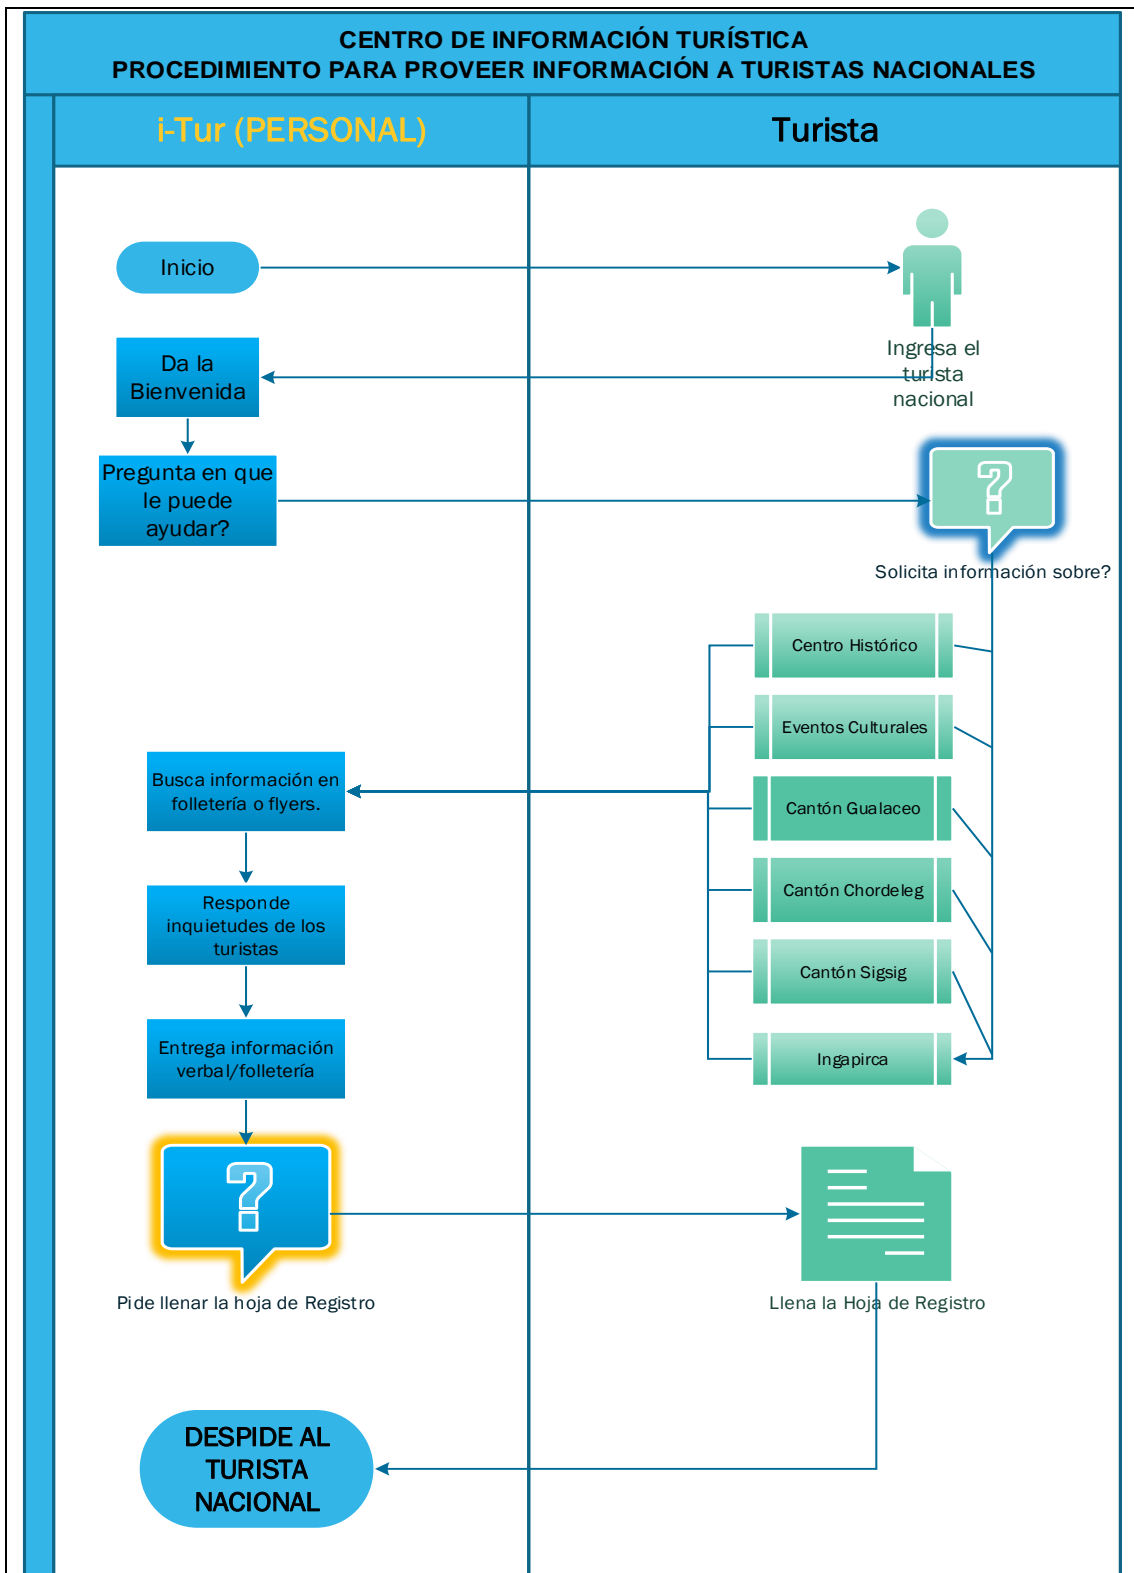 CENTRO DE INFORMACIÓN TURÍSTICA
PROCEDIMIENTO PARA PROVEER INFORMACIÓN A TURISTAS NACIONALES
i-Tur (PERSONAL)
Turista
Inicio
Ingresa el
turista
nacional
Da la
Bienvenida
Pregunta en que
le puede
ayudar?
?
Solicita información sobre?
Centro Histórico
Eventos Culturales
Cantón Gualaceo
Cantón Chordeleg
Cantón Sigsig
Ingapirca
Busca información en
folletería o flyers.
Responde
inquietudes de los
turistas
Entrega información
verbal/folletería
?
Pide llenar la hoja de Registro
Llena la Hoja de Registro
DESPIDE AL
TURISTA
NACIONAL